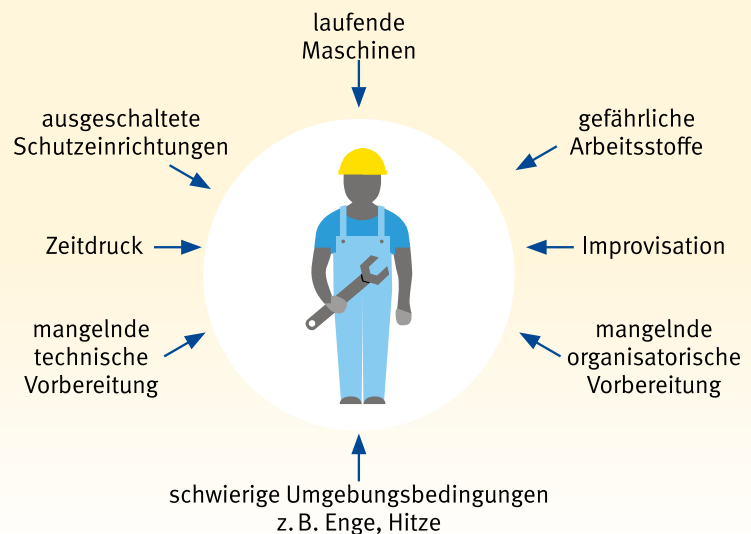 laufende
Maschinen
ausgeschaltete
Schutzeinrichtungen
gefährliche
Arbeitsstoffe
Zeitdruck
Improvisation
mangelnde
technische
Vorbereitung
mangelnde
organisatorische
Vorbereitung
schwierige Umgebungsbedingungen
z. B. Enge, Hitze